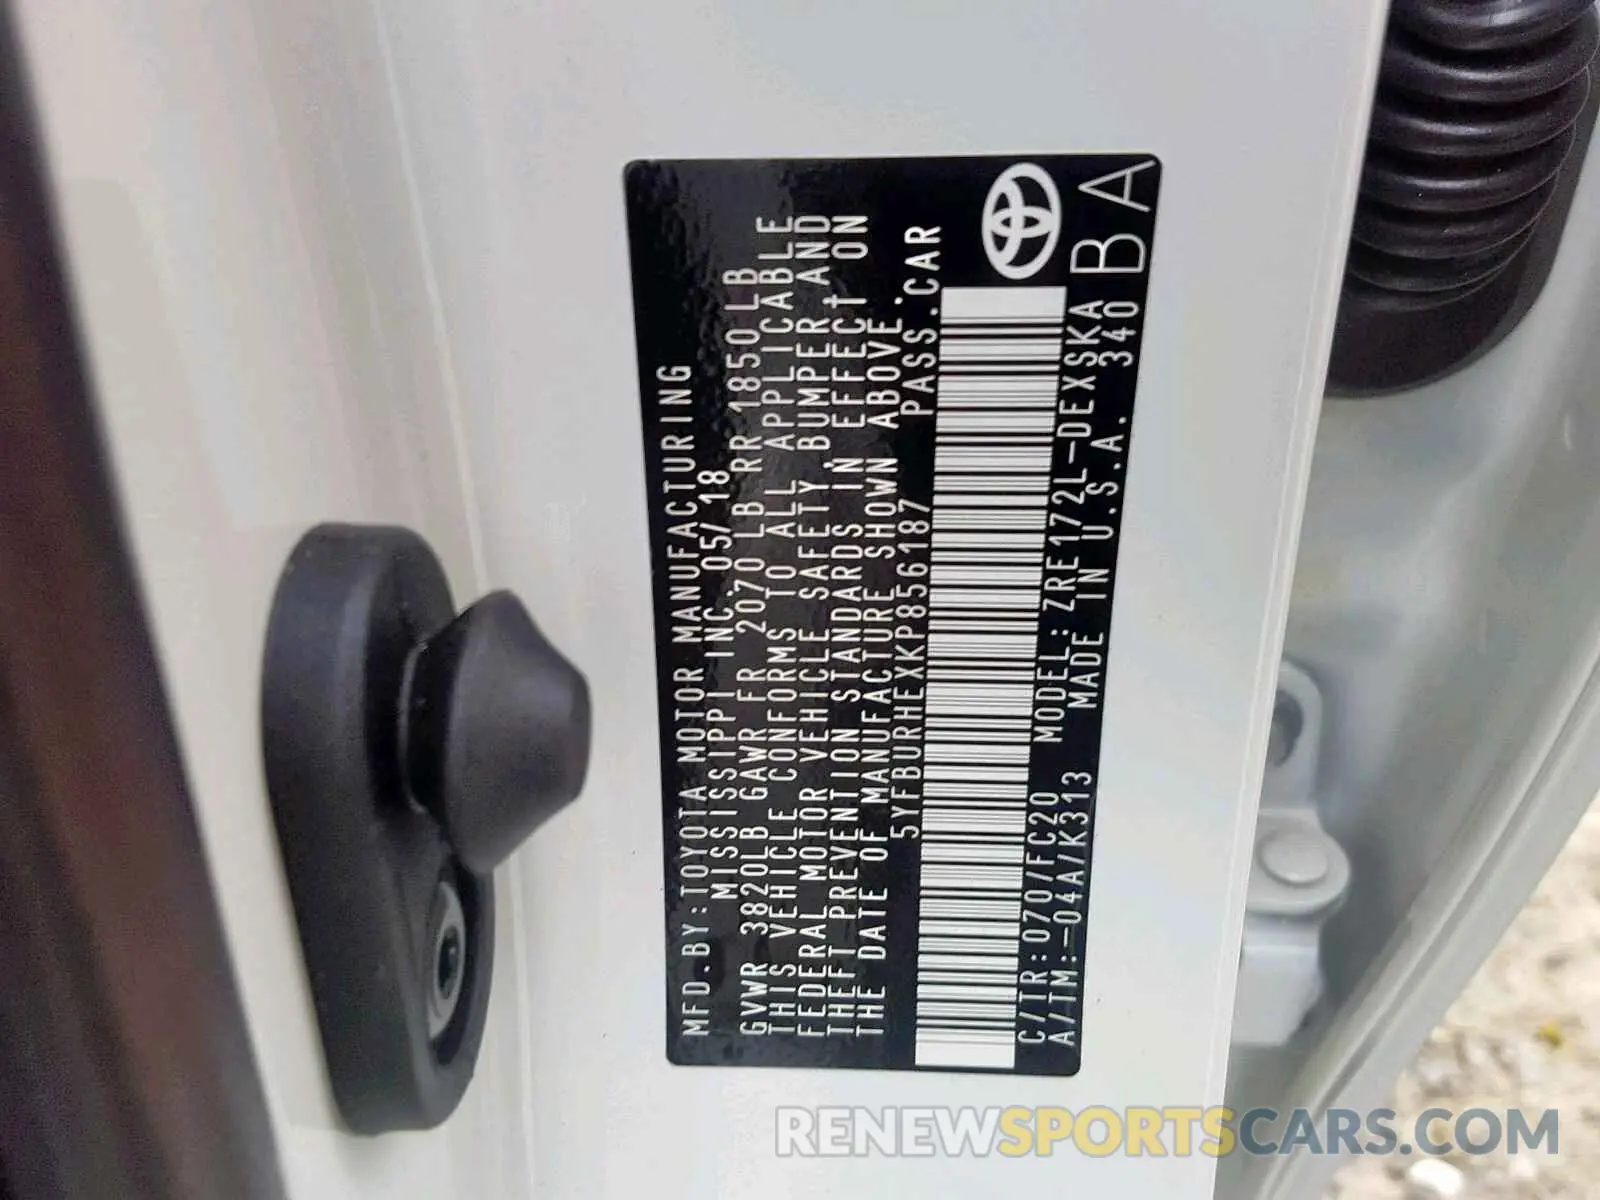 MFD.BY:TOYOTA MOTOR MANUFACTURING
MISSISSIPPI INC. 05/18
GVWR 3820LB GAWR FR 2070LB RR 1850LB
THIS VEHICLE CONFORMS TO ALL APPLICABLE
FEDERAL MOTOR VEHICLE SAFETY, BUMPER, AND
THEFT PREVENTION STANDARDS IN EFFECT ON
THE DATE OF MANUFACTURE SHOWN ABOVE.
5YFBURHEXKP856187 PASS.CAR
C/TR:070/FC20 MODEL:ZRE172L-DEXSKA
A/TM:-04A/K313 MADE IN U.S.A. 340
BA
RENEWSPORTSCARS.COM